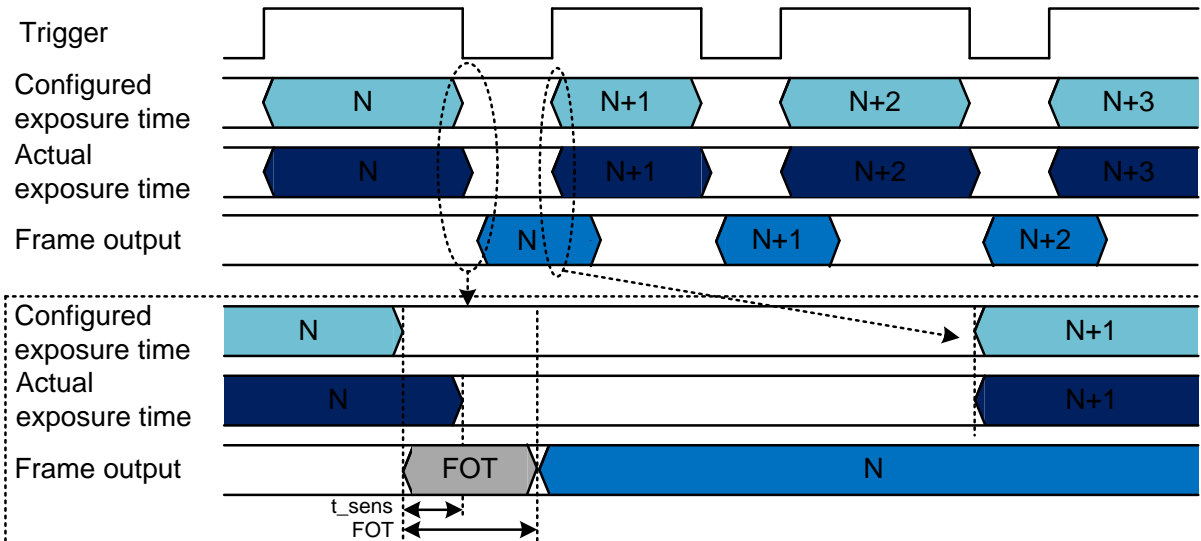 Trigger
Configured
exposure time
N N+1 N+2 N+3
Actual
exposure time
N N+1 N+2 N+3
Frame output
N N+1 N+2
Configured
exposure time
N N+1
Actual
exposure time
N N+1
Frame output
FOT N
t_sens
FOT